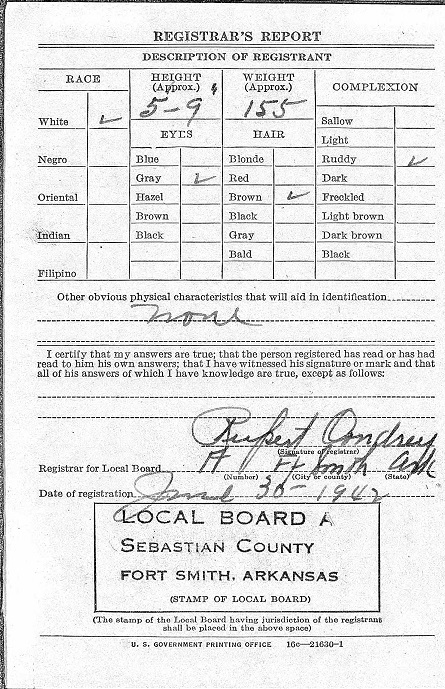 REGISTRAR'S REPORT
DESCRIPTION OF REGISTRANT
RACE
HEIGHT (Approx.)
WEIGHT (Approx.)
COMPLEXION
5-9
155
White ✓
Sallow
EYES
HAIR
Light
Negro
Blue
Blonde
Ruddy ✓
Gray ✓
Red
Dark
Oriental
Hazel
Brown ✓
Freckled
Brown
Black
Light brown
Indian
Black
Gray
Dark brown
Bald
Black
Filipino
Other obvious physical characteristics that will aid in identification
none
I certify that my answers are true; that the person registered has read or has had
read to him his own answers; that I have witnessed his signature or mark and that
all of his answers of which I have knowledge are true, except as follows:
Rupert Condrey
(Signature of registrar)
Registrar for Local Board A Ft Smith Ark
(Number) (City or county) (State)
Date of registration June 30- 1942
LOCAL BOARD A
SEBASTIAN COUNTY
FORT SMITH, ARKANSAS
(STAMP OF LOCAL BOARD)
(The stamp of the Local Board having jurisdiction of the registrant
shall be placed in the above space)
U. S. GOVERNMENT PRINTING OFFICE 16c—21630-1